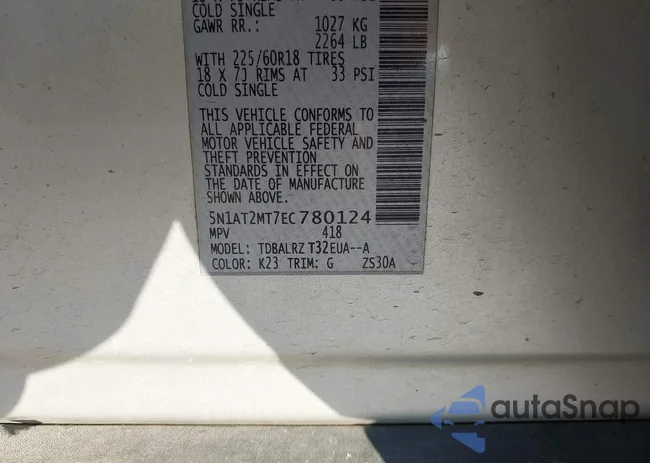 COLD SINGLE
GAWR RR.: 1027 KG
2264 LB
WITH 225/60R18 TIRES
18 X 7J RIMS AT 33 PSI
COLD SINGLE
THIS VEHICLE CONFORMS TO
ALL APPLICABLE FEDERAL
MOTOR VEHICLE SAFETY AND
THEFT PREVENTION
STANDARDS IN EFFECT ON
THE DATE OF MANUFACTURE
SHOWN ABOVE.
5N1AT2MT7EC780124
MPV 418
MODEL: TDBALRZ T32EUA--A
COLOR: K23 TRIM: G ZS30A
autoSnap